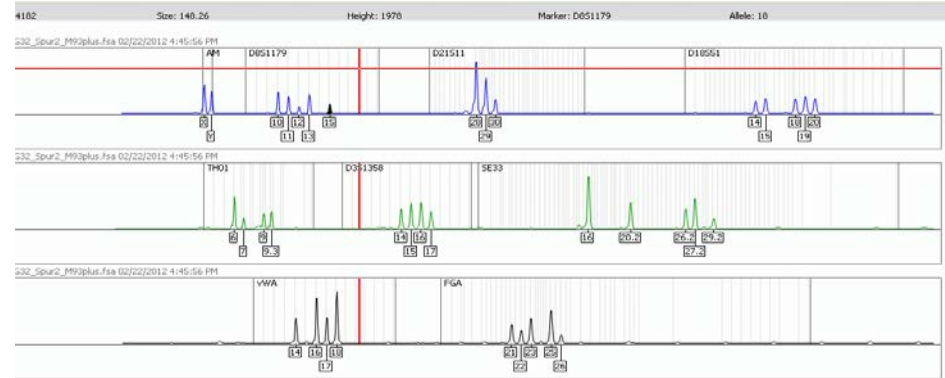 4182 Size: 148.26 Height: 1978 Marker: D8S1179 Allele: 18
G32_Spur2_M93plus.fsa 02/22/2012 4:45:56 PM
AM D8S1179 D21S11 D18S51
X 10 12 15 28 30 14 18 20
Y 11 13 29 15 19
G32_Spur2_M93plus.fsa 02/22/2012 4:45:56 PM
TH01 D3S1358 SE33
6 9 14 16 16 20.2 26.2 29.2
7 9.3 15 17 27.2
G32_Spur2_M93plus.fsa 02/22/2012 4:45:56 PM
vWA FGA
14 16 18 21 23 25
17 22 26